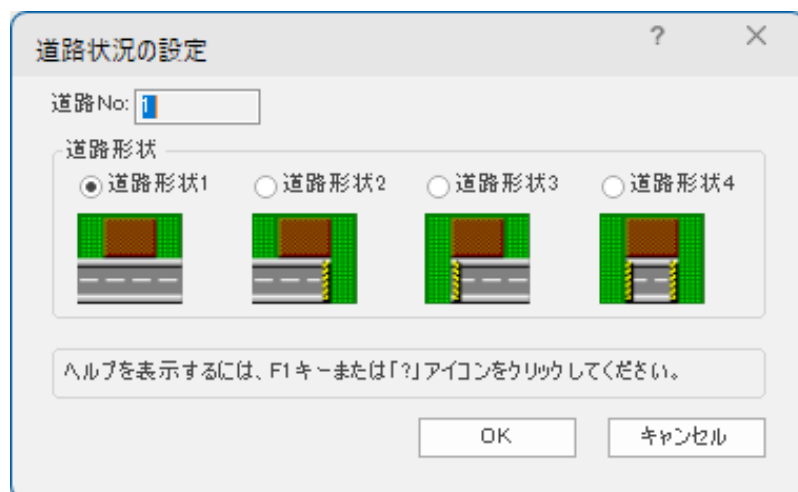 道路状況の設定
道路No: 1
道路形状
道路形状1 道路形状2 道路形状3 道路形状4
ヘルプを表示するには、F1キーまたは「?」アイコンをクリックしてください。
OK キャンセル